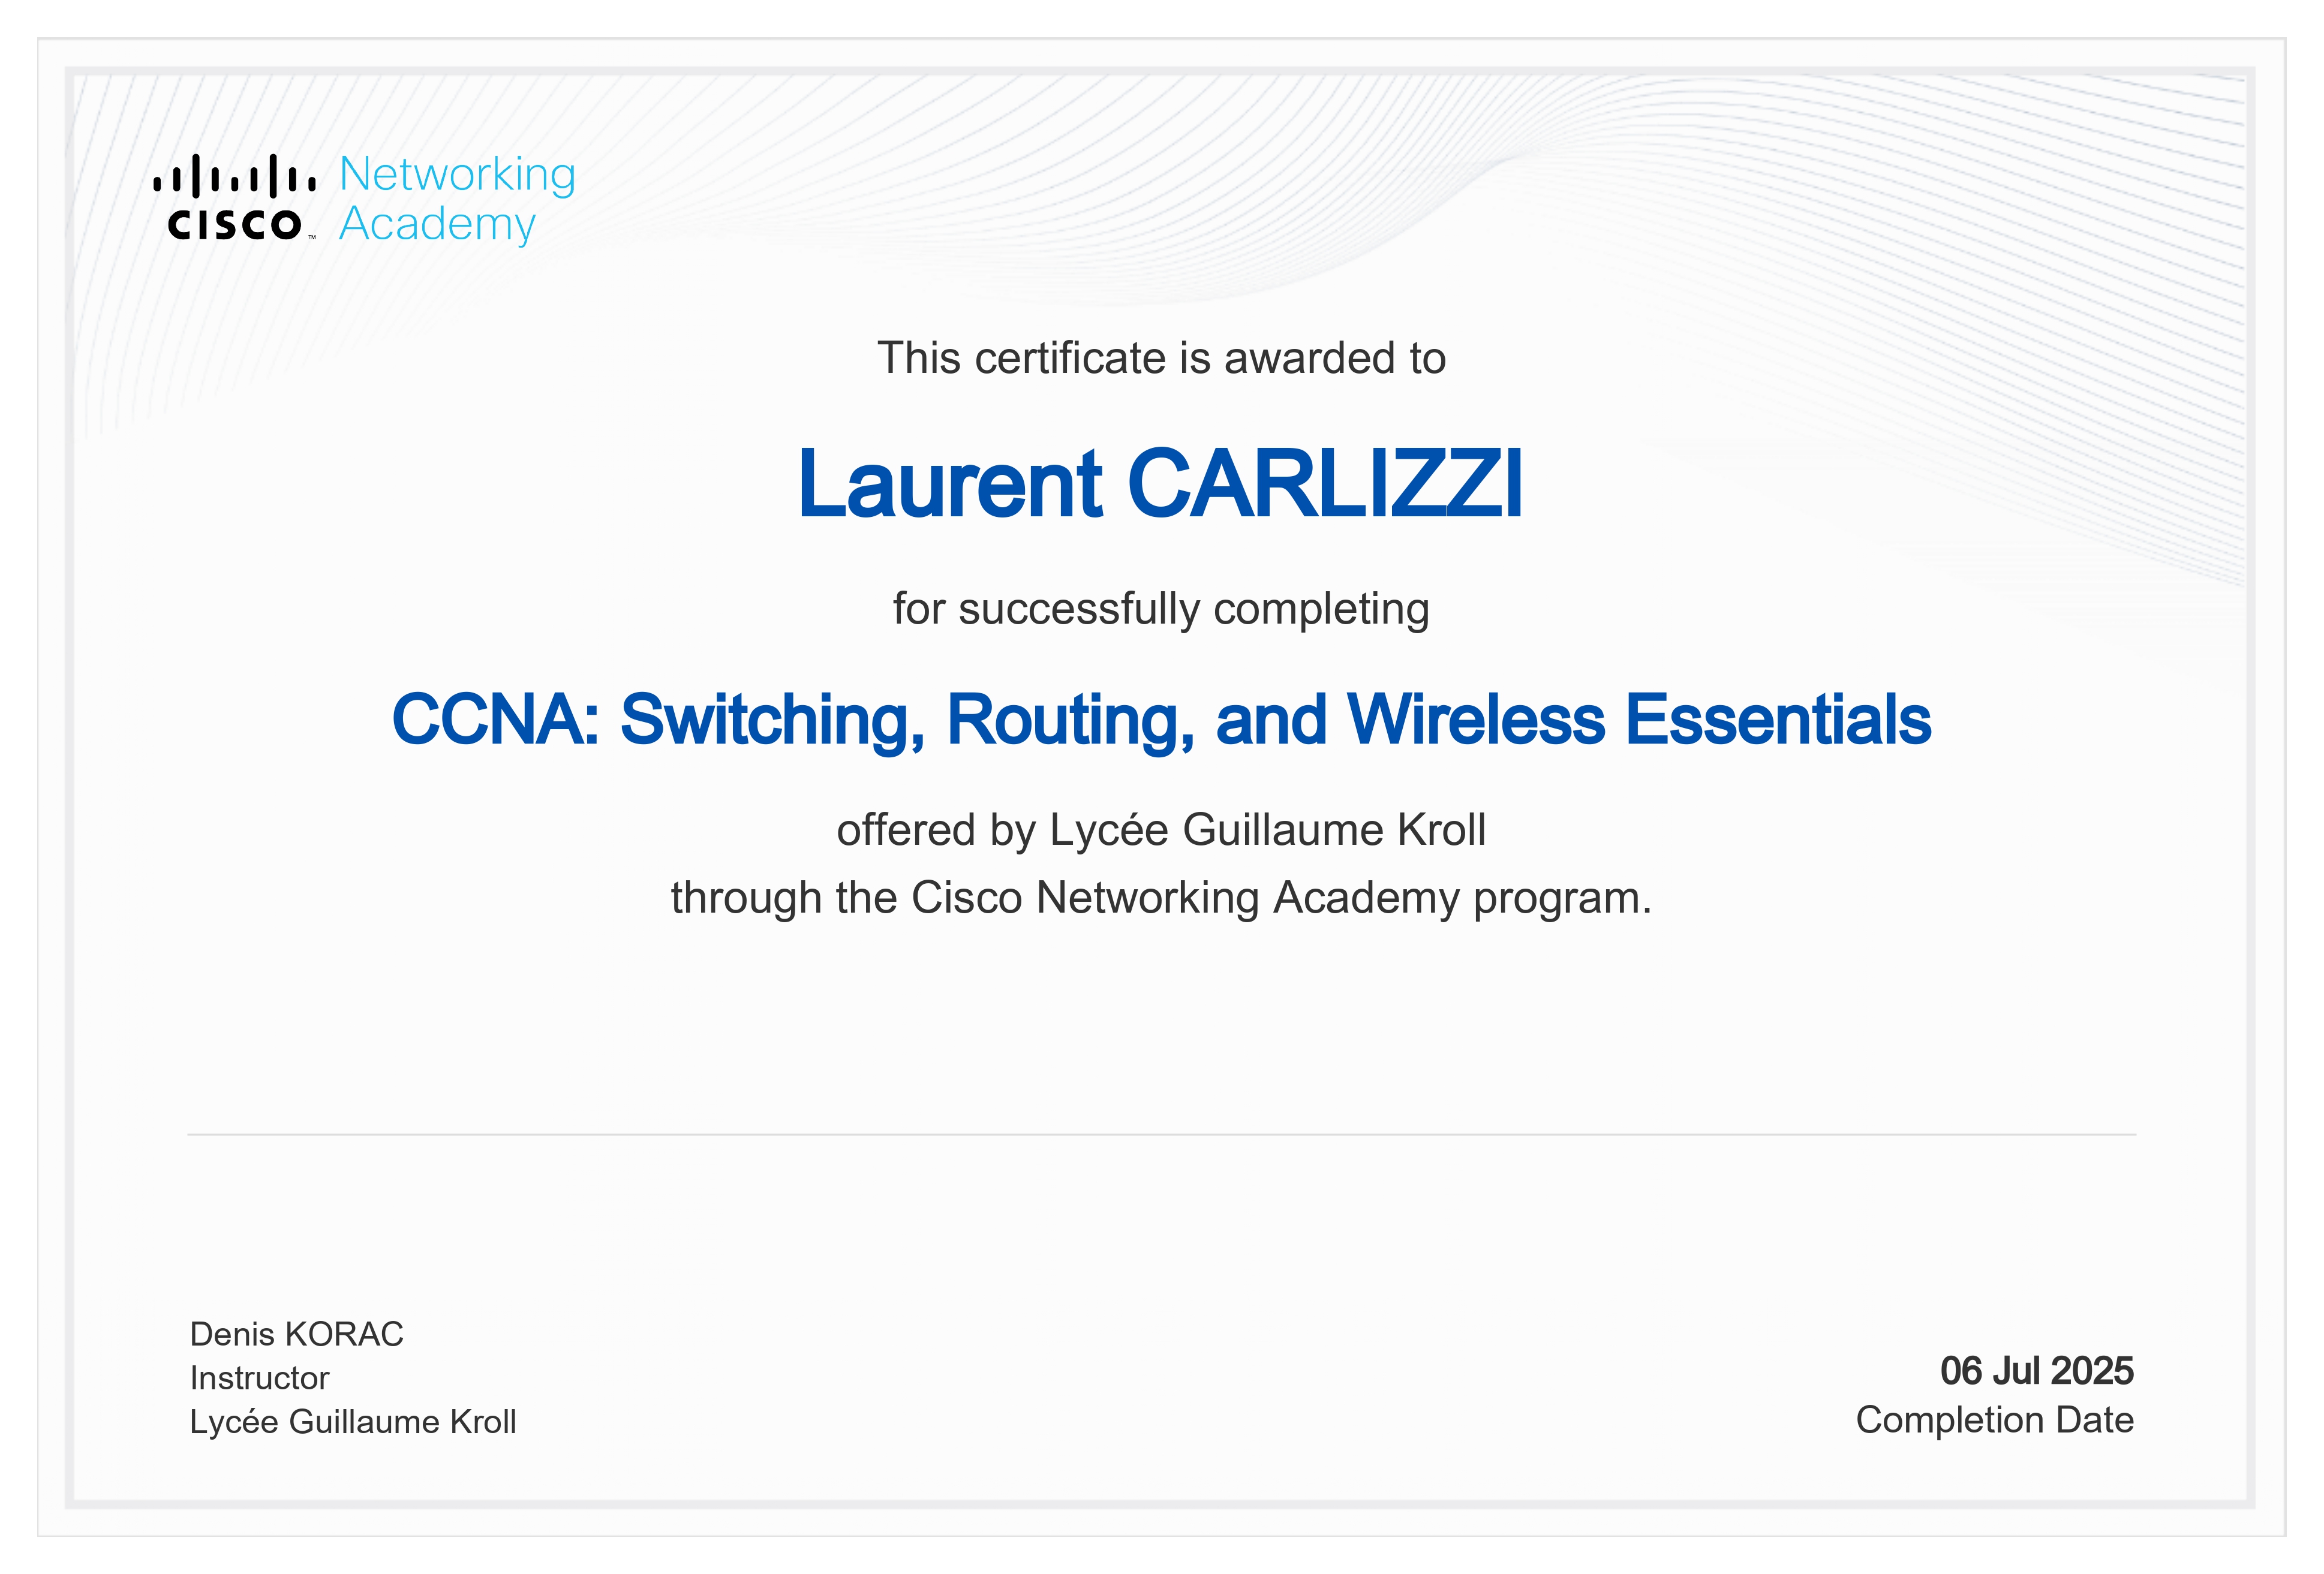 Networking
Academy
CISCO™
This certificate is awarded to
Laurent CARLIZZI
for successfully completing
CCNA: Switching, Routing, and Wireless Essentials
offered by Lycée Guillaume Kroll
through the Cisco Networking Academy program.
Denis KORAC
Instructor
Lycée Guillaume Kroll
06 Jul 2025
Completion Date